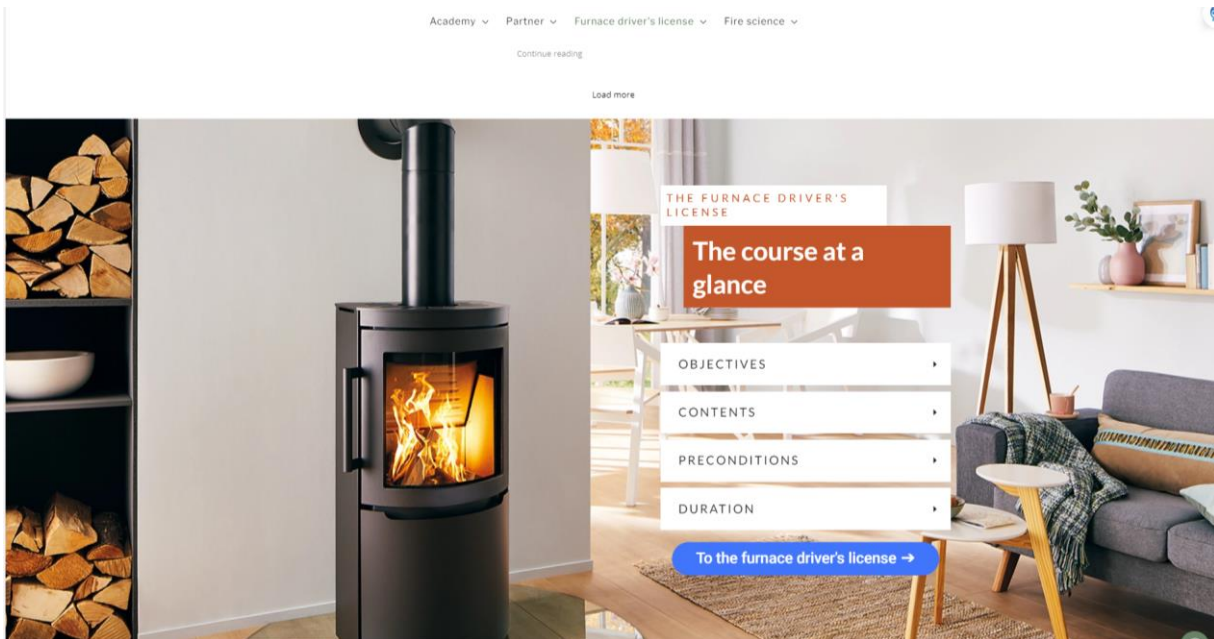 Academy Partner Furnace driver's license Fire science
Continue reading
Load more
THE FURNACE DRIVER'S
LICENSE
The course at a
glance
OBJECTIVES
CONTENTS
PRECONDITIONS
DURATION
To the furnace driver's license →